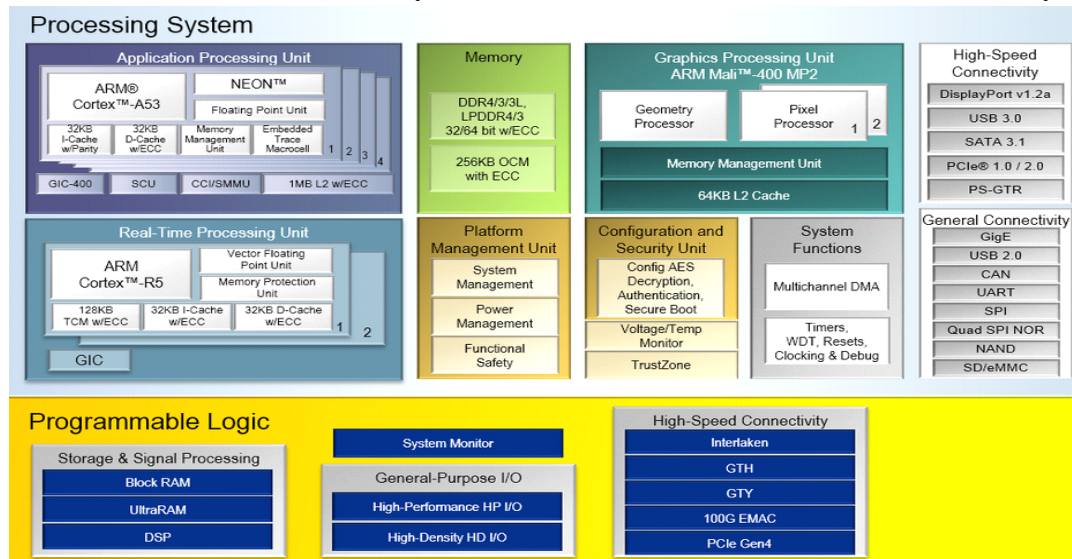 Processing System
Application Processing Unit
ARM®
Cortex™-A53
NEON™
Floating Point Unit
32KB
I-Cache
w/Parity
32KB
D-Cache
w/ECC
Memory
Management
Unit
Embedded
Trace
Macrocell
1
2
3
4
GIC-400
SCU
CCI/SMMU
1MB L2 w/ECC
Memory
DDR4/3/3L,
LPDDR4/3
32/64 bit w/ECC
256KB OCM
with ECC
Graphics Processing Unit
ARM Mali™-400 MP2
Geometry
Processor
Pixel
Processor
1
2
Memory Management Unit
64KB L2 Cache
High-Speed
Connectivity
DisplayPort v1.2a
USB 3.0
SATA 3.1
PCIe® 1.0 / 2.0
PS-GTR
Real-Time Processing Unit
ARM
Cortex™-R5
Vector Floating
Point Unit
Memory Protection
Unit
128KB
TCM w/ECC
32KB I-Cache
w/ECC
32KB D-Cache
w/ECC
1
2
GIC
Platform
Management Unit
System
Management
Power
Management
Functional
Safety
Configuration and
Security Unit
Config AES
Decryption,
Authentication,
Secure Boot
Voltage/Temp
Monitor
TrustZone
System
Functions
Multichannel DMA
Timers,
WDT, Resets,
Clocking & Debug
General Connectivity
GigE
USB 2.0
CAN
UART
SPI
Quad SPI NOR
NAND
SD/eMMC
Programmable Logic
Storage & Signal Processing
Block RAM
UltraRAM
DSP
System Monitor
General-Purpose I/O
High-Performance HP I/O
High-Density HD I/O
High-Speed Connectivity
Interlaken
GTH
GTY
100G EMAC
PCIe Gen4